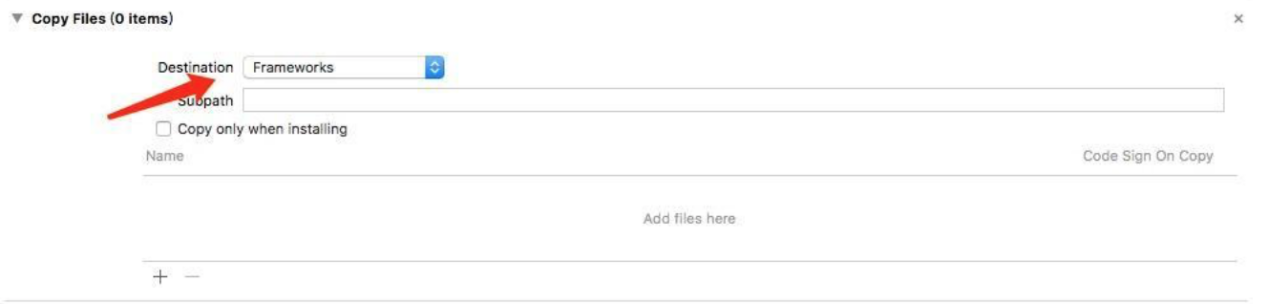 Copy Files (0 items)
Destination Frameworks
Subpath
Copy only when installing
Name Code Sign On Copy
Add files here